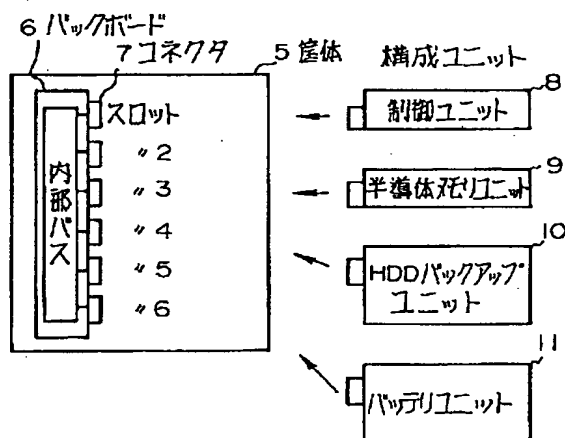 6 バックボード
7コネクタ
5 筐体
構成ユニット
8
制御ユニット
9
半導体メモリユニット
10
HDDバックアップ
ユニット
11
バッテリユニット
スロット
〃2
〃3
〃4
〃5
〃6
内部バス